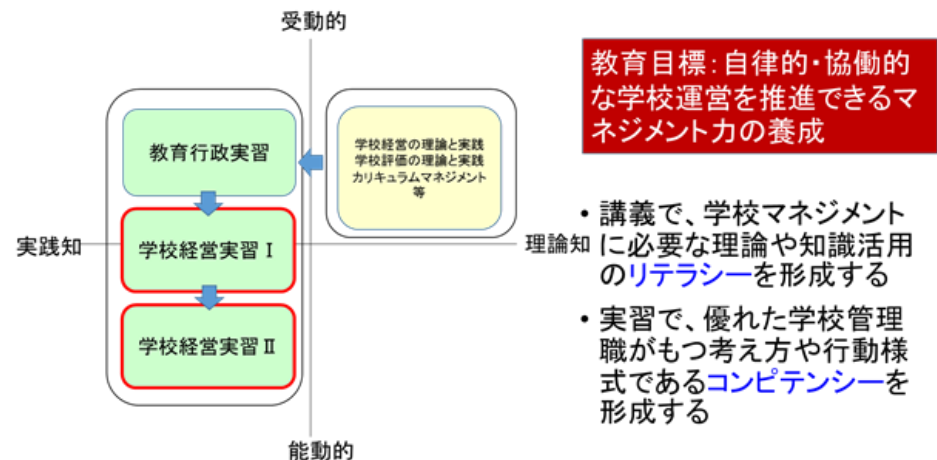 受動的
教育行政実習
学校経営の理論と実践
学校評価の理論と実践
カリキュラムマネジメント
等
実践知
学校経営実習Ⅰ
理論知
学校経営実習Ⅱ
能動的
教育目標:自律的・協働的
な学校運営を推進できるマ
ネジメント力の養成
・講義で、学校マネジメント
に必要な理論や知識活用
のリテラシーを形成する
・実習で、優れた学校管理
職がもつ考え方や行動様
式であるコンピテンシーを
形成する